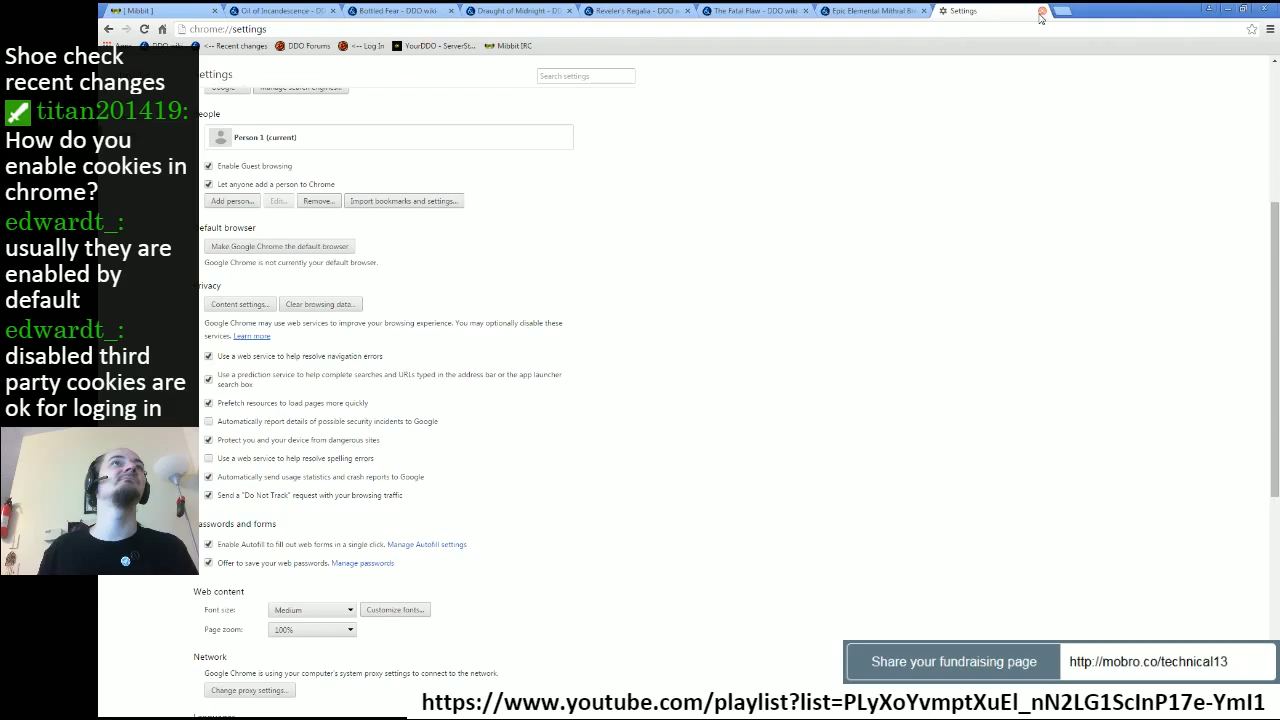 [ Mibbit ]
Oil of Incandescence - DDO
Bottled Fear - DDO wiki
Draught of Midnight - DDO
Reveler's Regalia - DDO wi
The Fatal Flaw - DDO wiki
Epic Elemental Mithral Br
Settings
chrome://settings
Apps
<-- Recent changes
DDO Forums
<-- Log In
YourDDO - ServerSt
Mibbit IRC
Shoe check
recent changes
titan201419:
How do you
enable cookies in
chrome?
edwardt_:
usually they are
enabled by
default
edwardt_:
disabled third
party cookies are
ok for loging in
ettings
Search settings
Google
Manage search engines...
eople
Person 1 (current)
Enable Guest browsing
Let anyone add a person to Chrome
Add person...
Edit...
Remove...
Import bookmarks and settings...
efault browser
Make Google Chrome the default browser
Google Chrome is not currently your default browser.
rivacy
Content settings...
Clear browsing data...
Google Chrome may use web services to improve your browsing experience. You may optionally disable these
services. Learn more
Use a web service to help resolve navigation errors
Use a prediction service to help complete searches and URLs typed in the address bar or the app launcher
search box
Prefetch resources to load pages more quickly
Automatically report details of possible security incidents to Google
Protect you and your device from dangerous sites
Use a web service to help resolve spelling errors
Automatically send usage statistics and crash reports to Google
Send a "Do Not Track" request with your browsing traffic
asswords and forms
Enable Autofill to fill out web forms in a single click. Manage Autofill settings
Offer to save your web passwords. Manage passwords
Web content
Font size:
Medium
Customize fonts...
Page zoom:
100%
Network
Google Chrome is using your computer's system proxy settings to connect to the network.
Change proxy settings...
Share your fundraising page
http://mobro.co/technical13
https://www.youtube.com/playlist?list=PLyXoYvmptXuEl_nN2LG1ScInP17e-YmI1